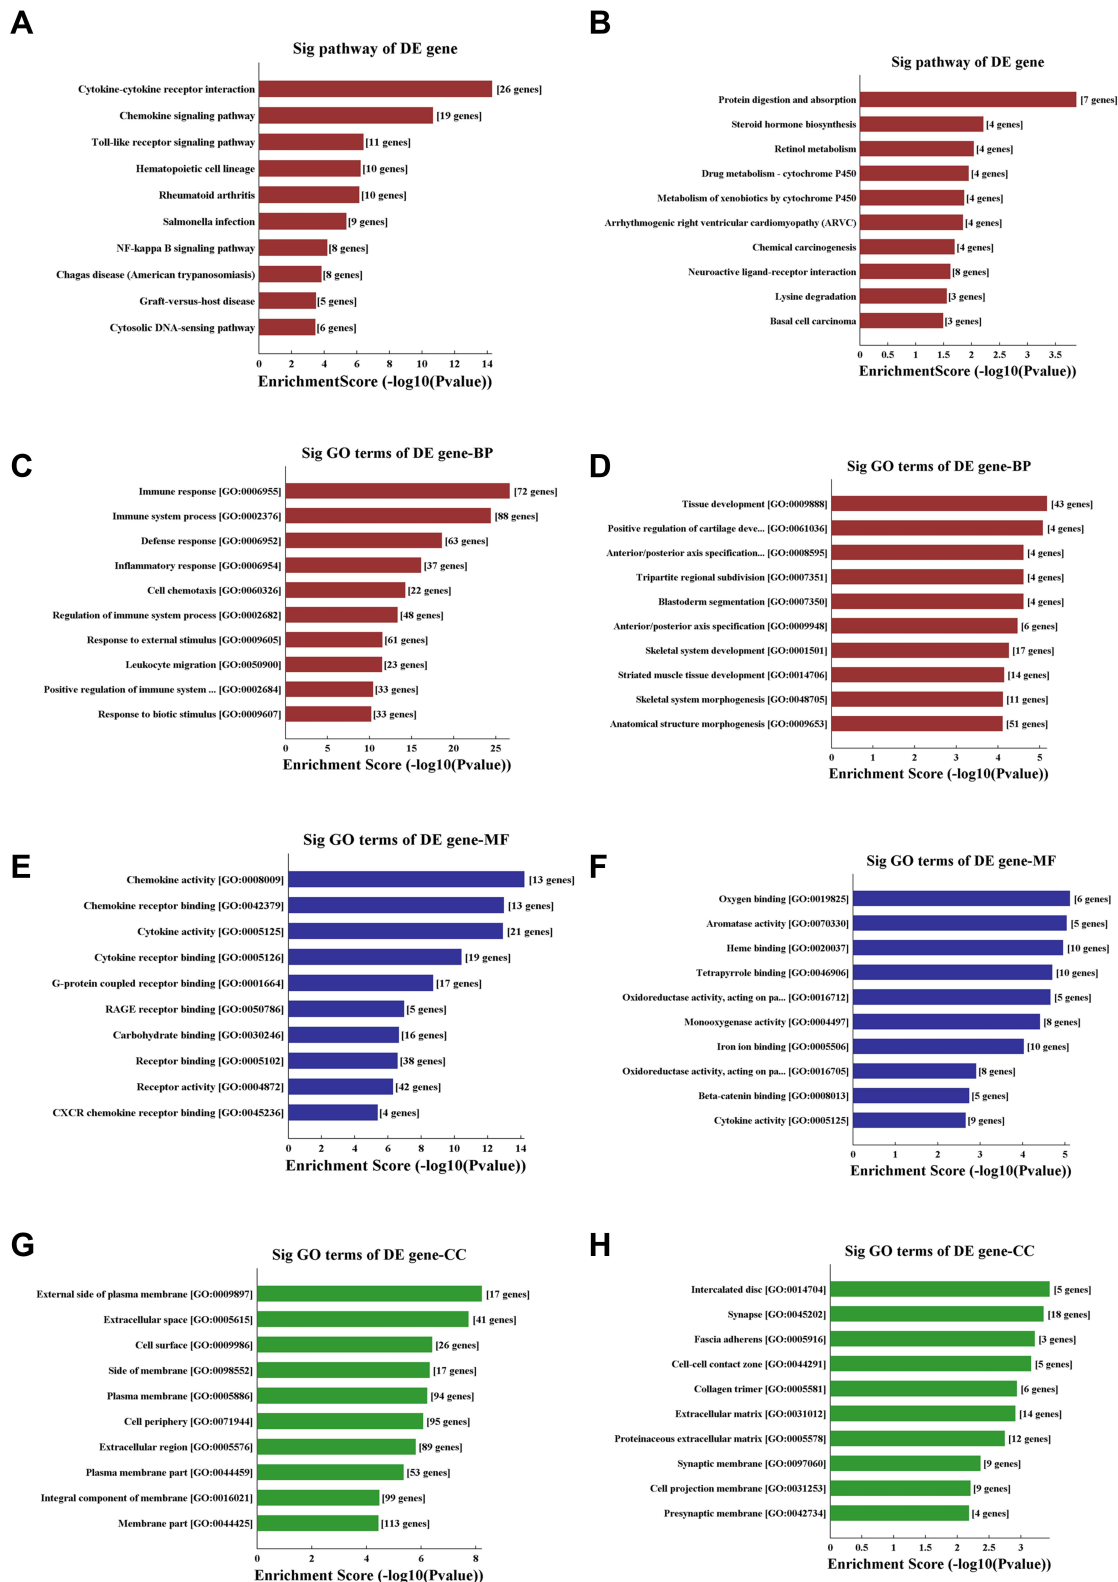 A
Sig pathway of DE gene
Cytokine-cytokine receptor interaction [26 genes]
Chemokine signaling pathway [19 genes]
Toll-like receptor signaling pathway [11 genes]
Hematopoietic cell lineage [10 genes]
Rheumatoid arthritis [10 genes]
Salmonella infection [9 genes]
NF-kappa B signaling pathway [8 genes]
Chagas disease (American trypanosomiasis) [8 genes]
Graft-versus-host disease [5 genes]
Cytosolic DNA-sensing pathway [6 genes]
0 2 4 6 8 10 12 14
EnrichmentScore (-log10(Pvalue))
B
Sig pathway of DE gene
Protein digestion and absorption [7 genes]
Steroid hormone biosynthesis [4 genes]
Retinol metabolism [4 genes]
Drug metabolism - cytochrome P450 [4 genes]
Metabolism of xenobiotics by cytochrome P450 [4 genes]
Arrhythmogenic right ventricular cardiomyopathy (ARVC) [4 genes]
Chemical carcinogenesis [4 genes]
Neuroactive ligand-receptor interaction [8 genes]
Lysine degradation [3 genes]
Basal cell carcinoma [3 genes]
0 0.5 1 1.5 2 2.5 3 3.5
EnrichmentScore (-log10(Pvalue))
C
Sig GO terms of DE gene-BP
Immune response [GO:0006955] [72 genes]
Immune system process [GO:0002376] [88 genes]
Defense response [GO:0006952] [63 genes]
Inflammatory response [GO:0006954] [37 genes]
Cell chemotaxis [GO:0060326] [22 genes]
Regulation of immune system process [GO:0002682] [48 genes]
Response to external stimulus [GO:0009605] [61 genes]
Leukocyte migration [GO:0050900] [23 genes]
Positive regulation of immune system ... [GO:0002684] [33 genes]
Response to biotic stimulus [GO:0009607] [33 genes]
0 5 10 15 20 25
Enrichment Score (-log10(Pvalue))
D
Sig GO terms of DE gene-BP
Tissue development [GO:0009888] [43 genes]
Positive regulation of cartilage deve... [GO:0061036] [4 genes]
Anterior/posterior axis specification... [GO:0008595] [4 genes]
Tripartite regional subdivision [GO:0007351] [4 genes]
Blastoderm segmentation [GO:0007350] [4 genes]
Anterior/posterior axis specification [GO:0009948] [6 genes]
Skeletal system development [GO:0001501] [17 genes]
Striated muscle tissue development [GO:0014706] [14 genes]
Skeletal system morphogenesis [GO:0048705] [11 genes]
Anatomical structure morphogenesis [GO:0009653] [51 genes]
0 1 2 3 4 5
Enrichment Score (-log10(Pvalue))
E
Sig GO terms of DE gene-MF
Chemokine activity [GO:0008009] [13 genes]
Chemokine receptor binding [GO:0042379] [13 genes]
Cytokine activity [GO:0005125] [21 genes]
Cytokine receptor binding [GO:0005126] [19 genes]
G-protein coupled receptor binding [GO:0001664] [17 genes]
RAGE receptor binding [GO:0050786] [5 genes]
Carbohydrate binding [GO:0030246] [16 genes]
Receptor binding [GO:0005102] [38 genes]
Receptor activity [GO:0004872] [42 genes]
CXCR chemokine receptor binding [GO:0045236] [4 genes]
0 2 4 6 8 10 12 14
Enrichment Score (-log10(Pvalue))
F
Sig GO terms of DE gene-MF
Oxygen binding [GO:0019825] [6 genes]
Aromatase activity [GO:0070330] [5 genes]
Heme binding [GO:0020037] [10 genes]
Tetrapyrrole binding [GO:0046906] [10 genes]
Oxidoreductase activity, acting on pa... [GO:0016712] [5 genes]
Monooxygenase activity [GO:0004497] [8 genes]
Iron ion binding [GO:0005506] [10 genes]
Oxidoreductase activity, acting on pa... [GO:0016705] [8 genes]
Beta-catenin binding [GO:0008013] [5 genes]
Cytokine activity [GO:0005125] [9 genes]
0 1 2 3 4 5
Enrichment Score (-log10(Pvalue))
G
Sig GO terms of DE gene-CC
External side of plasma membrane [GO:0009897] [17 genes]
Extracellular space [GO:0005615] [41 genes]
Cell surface [GO:0009986] [26 genes]
Side of membrane [GO:0098552] [17 genes]
Plasma membrane [GO:0005886] [94 genes]
Cell periphery [GO:0071944] [95 genes]
Extracellular region [GO:0005576] [89 genes]
Plasma membrane part [GO:0044459] [53 genes]
Integral component of membrane [GO:0016021] [99 genes]
Membrane part [GO:0044425] [113 genes]
0 2 4 6 8
Enrichment Score (-log10(Pvalue))
H
Sig GO terms of DE gene-CC
Intercalated disc [GO:0014704] [5 genes]
Synapse [GO:0045202] [18 genes]
Fascia adherens [GO:0005916] [3 genes]
Cell-cell contact zone [GO:0044291] [5 genes]
Collagen trimer [GO:0005581] [6 genes]
Extracellular matrix [GO:0031012] [14 genes]
Proteinaceous extracellular matrix [GO:0005578] [12 genes]
Synaptic membrane [GO:0097060] [9 genes]
Cell projection membrane [GO:0031253] [9 genes]
Presynaptic membrane [GO:0042734] [4 genes]
0 0.5 1 1.5 2 2.5 3
Enrichment Score (-log10(Pvalue))